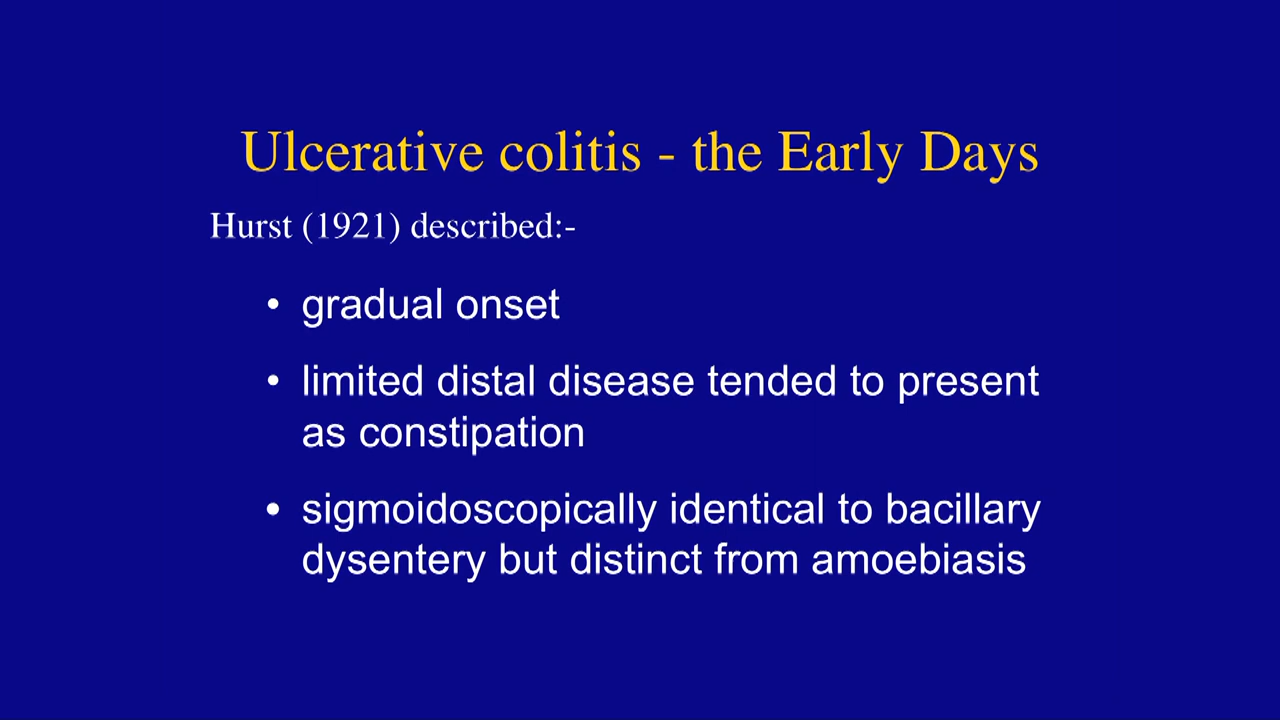 Ulcerative colitis - the Early Days
Hurst (1921) described:-
• gradual onset
• limited distal disease tended to present
as constipation
• sigmoidoscopically identical to bacillary
dysentery but distinct from amoebiasis